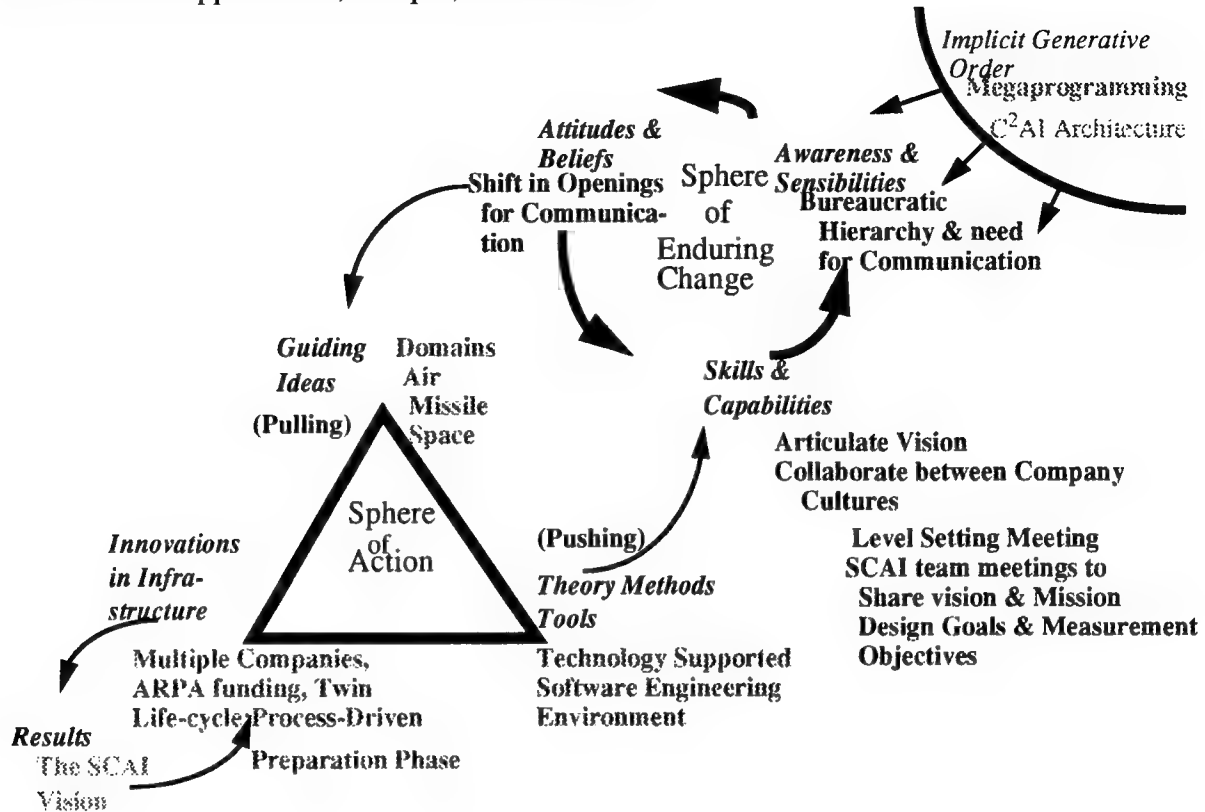 Implicit Generative
Order
Megaprogramming
C²AI Architecture
Attitudes &
Beliefs
Shift in Openings
for Communica-
tion
Sphere
of
Enduring
Change
Awareness &
Sensibilities
Bureaucratic
Hierarchy & need
for Communication
Guiding
Ideas
(Pulling)
Domains
Air
Missile
Space
Skills &
Capabilities
Articulate Vision
Collaborate between Company
Cultures
Level Setting Meeting
SCAI team meetings to
Share vision & Mission
Design Goals & Measurement
Objectives
Sphere
of
Action
(Pushing)
Theory Methods
Tools
Technology Supported
Software Engineering
Environment
Innovations
in Infra-
structure
Multiple Companies,
ARPA funding, Twin
Life-cycle, Process-Driven
Preparation Phase
Results
The SCAI
Vision